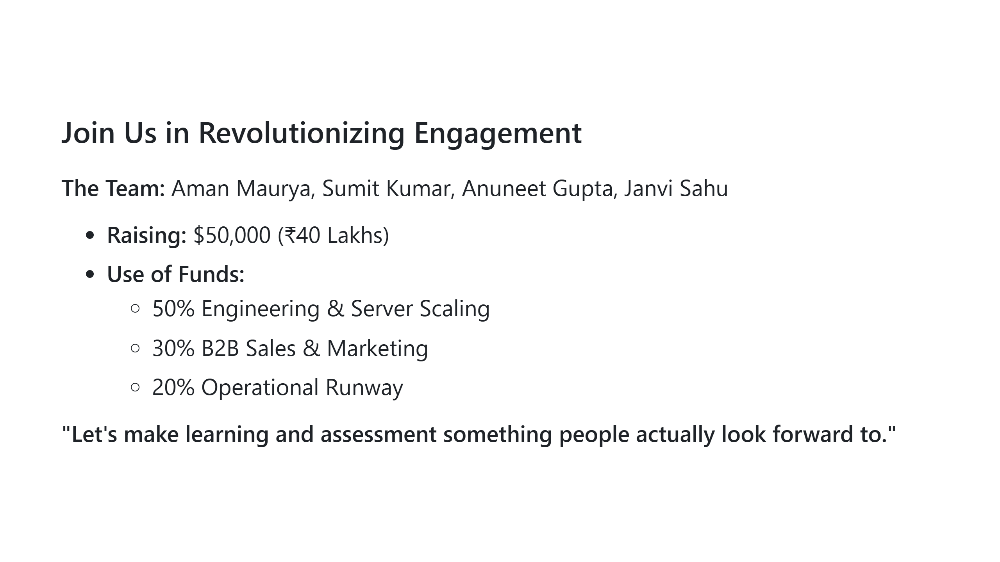 Join Us in Revolutionizing Engagement
The Team: Aman Maurya, Sumit Kumar, Anuneet Gupta, Janvi Sahu
• Raising: $50,000 (₹40 Lakhs)
• Use of Funds:
○ 50% Engineering & Server Scaling
○ 30% B2B Sales & Marketing
○ 20% Operational Runway
"Let's make learning and assessment something people actually look forward to."